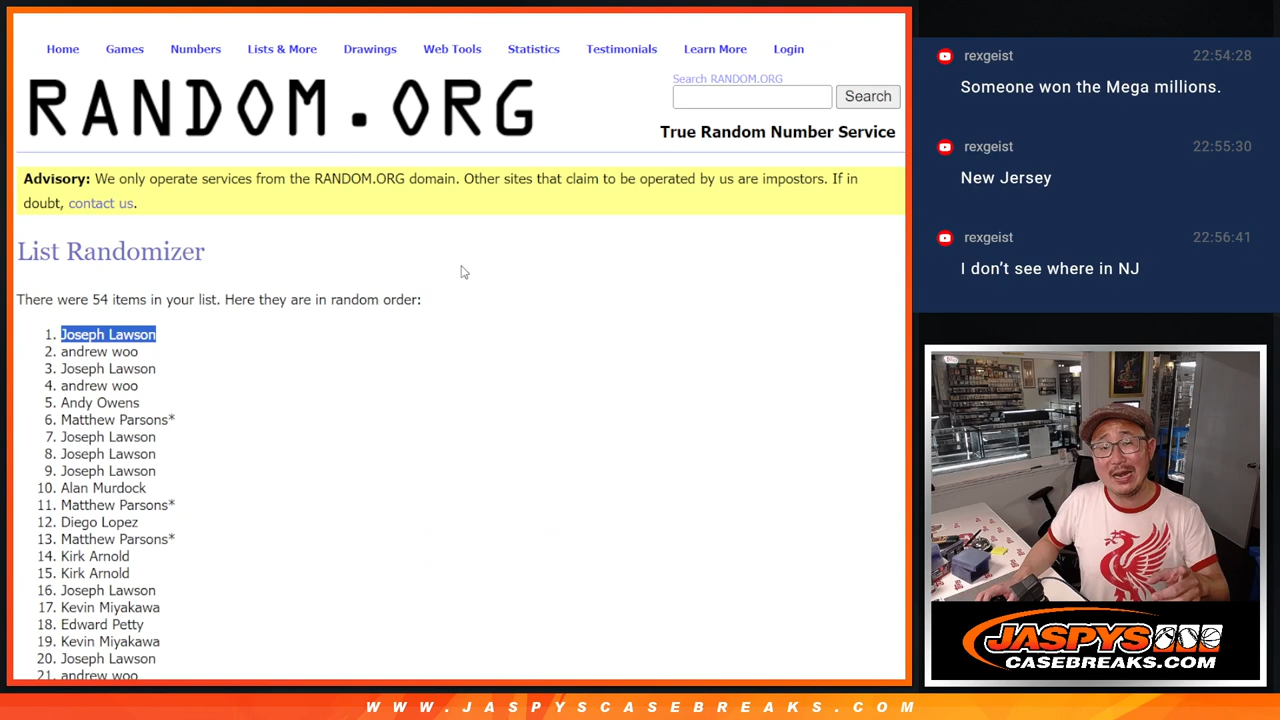 Home Games Numbers Lists & More Drawings Web Tools Statistics Testimonials Learn More Login
RANDOM.ORG
Search RANDOM.ORG
Search
True Random Number Service
Advisory: We only operate services from the RANDOM.ORG domain. Other sites that claim to be operated by us are impostors. If in
doubt, contact us.
List Randomizer
There were 54 items in your list. Here they are in random order:
1. Joseph Lawson
2. andrew woo
3. Joseph Lawson
4. andrew woo
5. Andy Owens
6. Matthew Parsons*
7. Joseph Lawson
8. Joseph Lawson
9. Joseph Lawson
10. Alan Murdock
11. Matthew Parsons*
12. Diego Lopez
13. Matthew Parsons*
14. Kirk Arnold
15. Kirk Arnold
16. Joseph Lawson
17. Kevin Miyakawa
18. Edward Petty
19. Kevin Miyakawa
20. Joseph Lawson
21. andrew woo
rexgeist 22:54:28
Someone won the Mega millions.
rexgeist 22:55:30
New Jersey
rexgeist 22:56:41
I don’t see where in NJ
JASPYS
CASEBREAKS.COM
WWW.JASPYSCASEBREAKS.COM